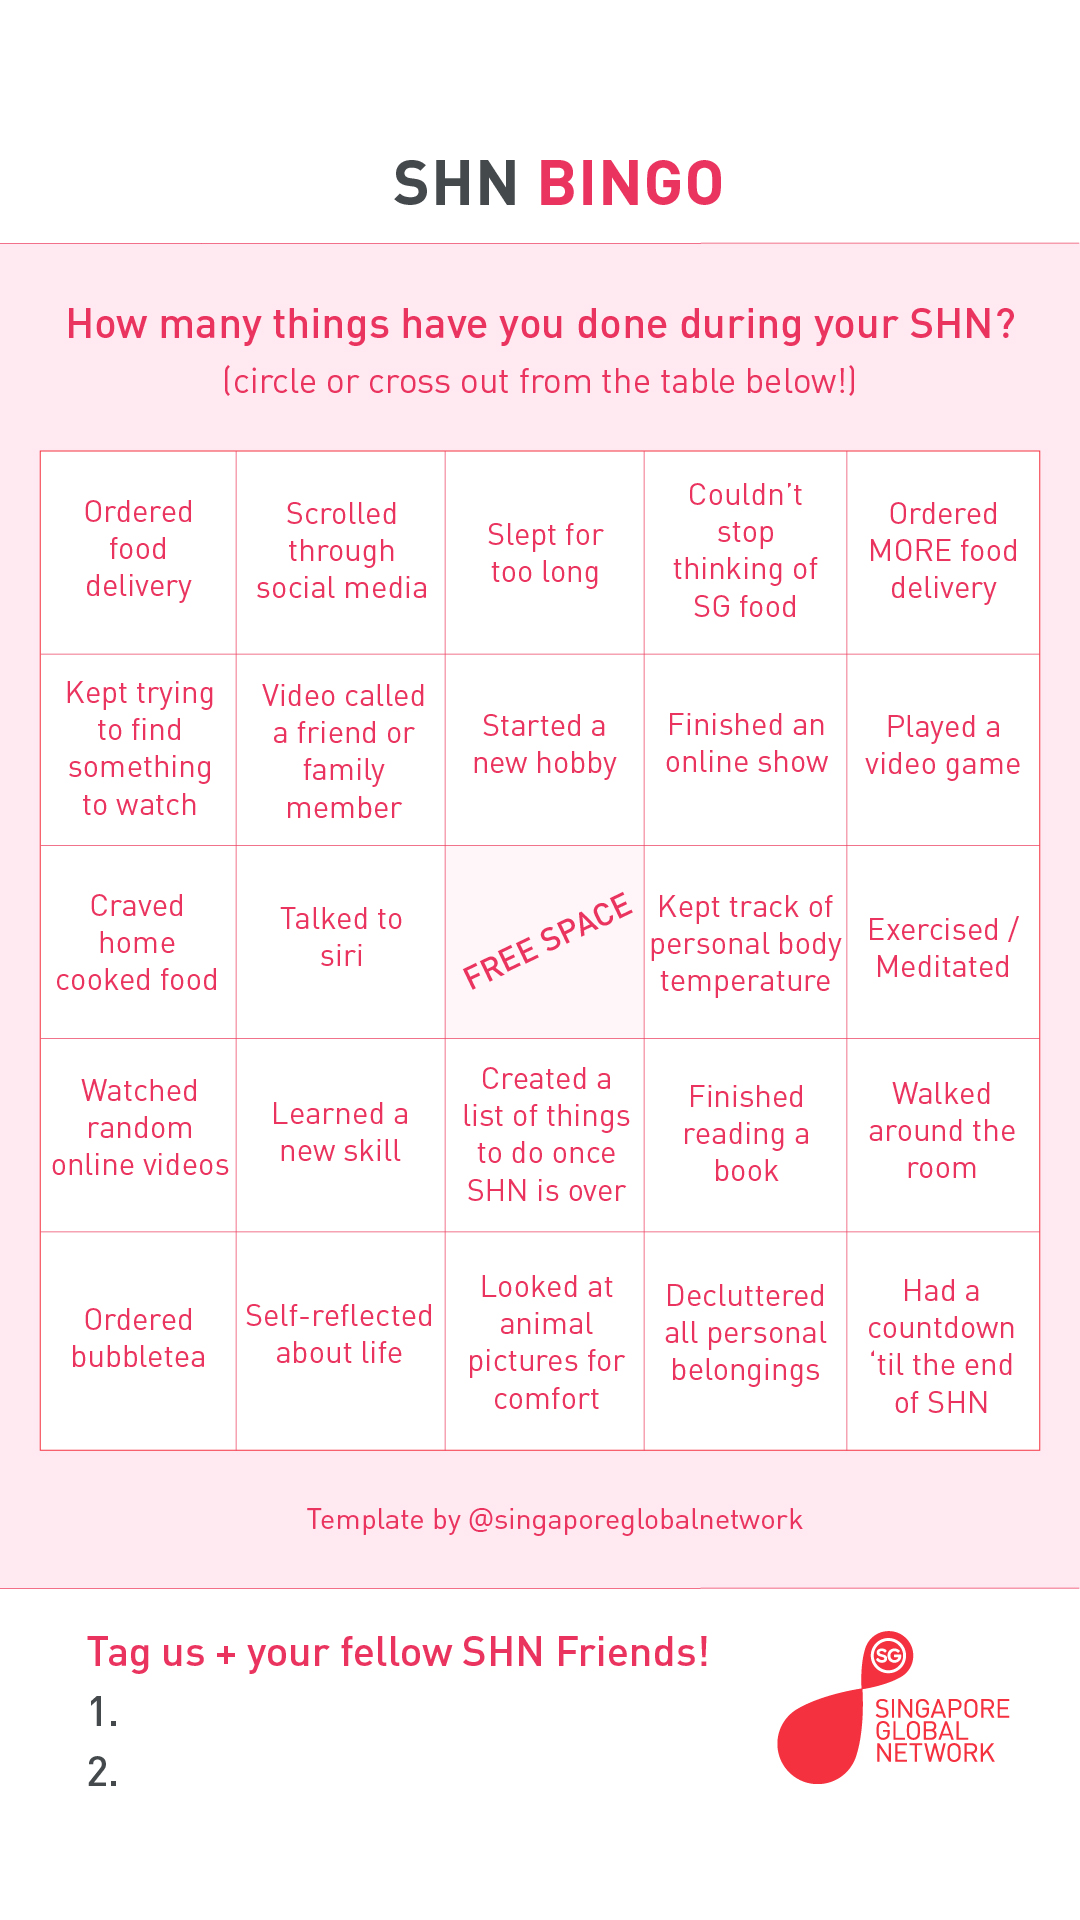 SHN BINGO
How many things have you done during your SHN?
(circle or cross out from the table below!)
Ordered
food
delivery
Scrolled
through
social media
Slept for
too long
Couldn't
stop
thinking of
SG food
Ordered
MORE food
delivery
Kept trying
to find
something
to watch
Video called
a friend or
family
member
Started a
new hobby
Finished an
online show
Played a
video game
Craved
home
cooked food
Talked to
siri
FREE SPACE
Kept track of
personal body
temperature
Exercised /
Meditated
Watched
random
online videos
Learned a
new skill
Created a
list of things
to do once
SHN is over
Finished
reading a
book
Walked
around the
room
Ordered
bubbletea
Self-reflected
about life
Looked at
animal
pictures for
comfort
Decluttered
all personal
belongings
Had a
countdown
‘til the end
of SHN
Template by @singaporeglobalnetwork
Tag us + your fellow SHN Friends!
1.
2.
SG
SINGAPORE
GLOBAL
NETWORK